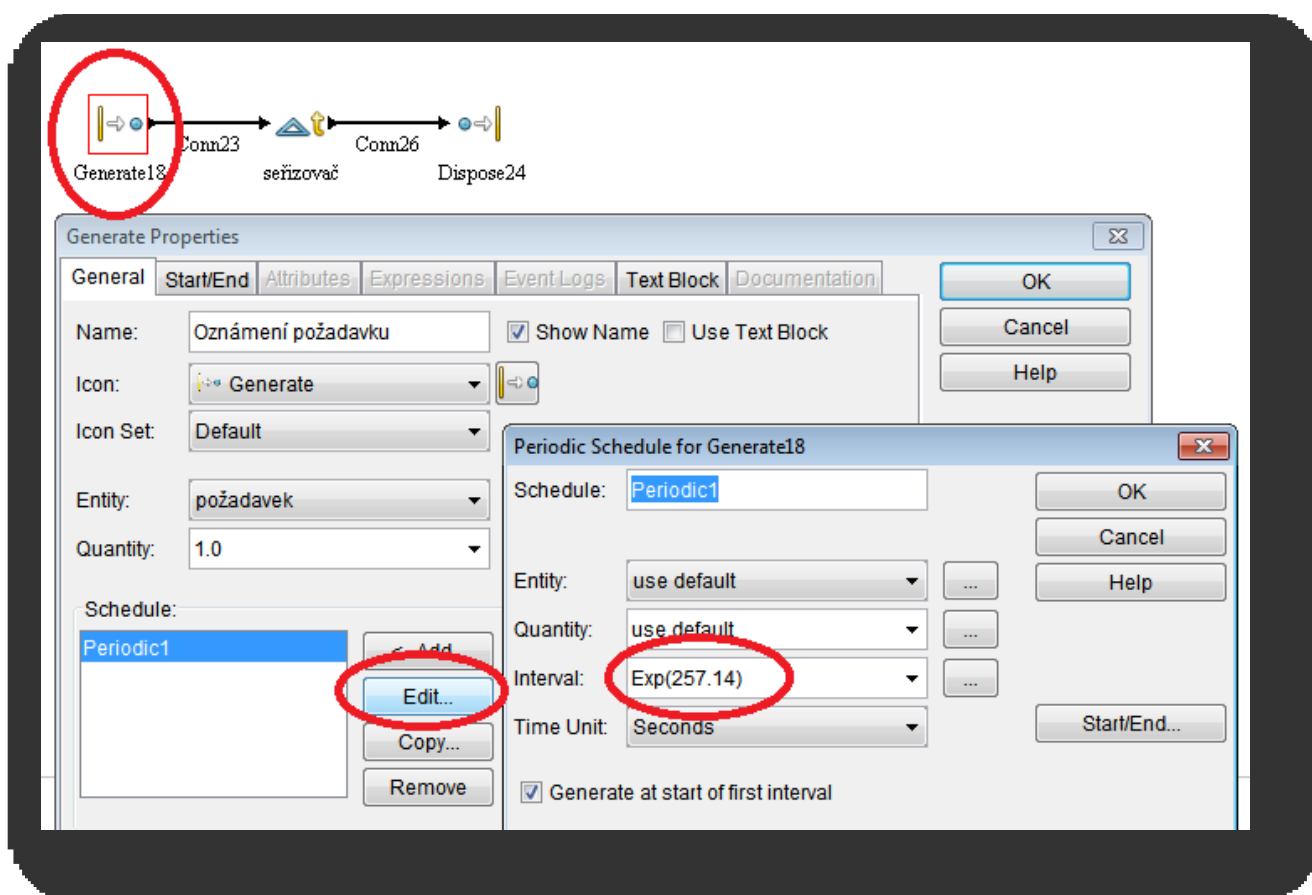 Conn23
Conn26
Generate18
seřizovač
Dispose24
Generate Properties
General Start/End Attributes Expressions Event Logs Text Block Documentation
OK
Name: Oznámení požadavku Show Name Use Text Block
Cancel
Icon: Generate
Help
Icon Set: Default
Entity: požadavek
Quantity: 1.0
Schedule:
Periodic1
< Add
Edit...
Copy...
Remove
Periodic Schedule for Generate18
Schedule: Periodic1
OK
Cancel
Entity: use default ...
Help
Quantity: use default ...
Interval: Exp(257.14) ...
Time Unit: Seconds
Start/End...
Generate at start of first interval